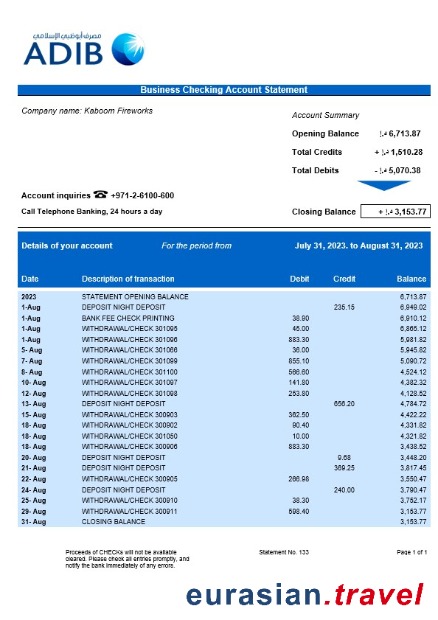 مصرف أبوظبي الإسلامي
ADIB
Business Checking Account Statement
Company name: Kaboom Fireworks
Account Summary
Opening Balance د.إ 6,713.87
Total Credits + د.إ 1,510.28
Total Debits - د.إ 5,070.38
Account inquiries ☎ +971-2-6100-600
Call Telephone Banking, 24 hours a day
Closing Balance + د.إ 3,153.77
Details of your account For the period from July 31, 2023. to August 31, 2023
Date Description of transaction Debit Credit Balance
2023 STATEMENT OPENING BALANCE 6,713.87
1-Aug DEPOSIT NIGHT DEPOSIT 235.15 6,949.02
1-Aug BANK FEE CHECK PRINTING 38.90 6,910.12
1-Aug WITHDRAWAL/CHECK 301095 45.00 6,865.12
1-Aug WITHDRAWAL/CHECK 301096 883.30 5,981.82
5- Aug WITHDRAWAL/CHECK 301066 36.00 5,945.82
7- Aug WITHDRAWAL/CHECK 301099 855.10 5,090.72
8- Aug WITHDRAWAL/CHECK 301100 566.60 4,524.12
10- Aug WITHDRAWAL/CHECK 301097 141.80 4,382.32
12- Aug WITHDRAWAL/CHECK 301098 253.80 4,128.52
13- Aug DEPOSIT NIGHT DEPOSIT 656.20 4,784.72
15- Aug WITHDRAWAL/CHECK 300903 362.50 4,422.22
18- Aug WITHDRAWAL/CHECK 300902 90.40 4,331.82
18- Aug WITHDRAWAL/CHECK 301050 10.00 4,321.82
18- Aug WITHDRAWAL/CHECK 300906 883.30 3,438.52
20- Aug DEPOSIT NIGHT DEPOSIT 9.68 3,448.20
21- Aug DEPOSIT NIGHT DEPOSIT 369.25 3,817.45
22- Aug WITHDRAWAL/CHECK 300905 266.98 3,550.47
24- Aug DEPOSIT NIGHT DEPOSIT 240.00 3,790.47
25- Aug WITHDRAWAL/CHECK 300910 38.30 3,752.17
29- Aug WITHDRAWAL/CHECK 300911 598.40 3,153.77
31- Aug CLOSING BALANCE 3,153.77
Proceeds of CHECKs will not be available
cleared. Please check all entries promptly, and
notify the bank immediately of any errors.
Statement No. 133
Page 1 of 1
eurasian.travel